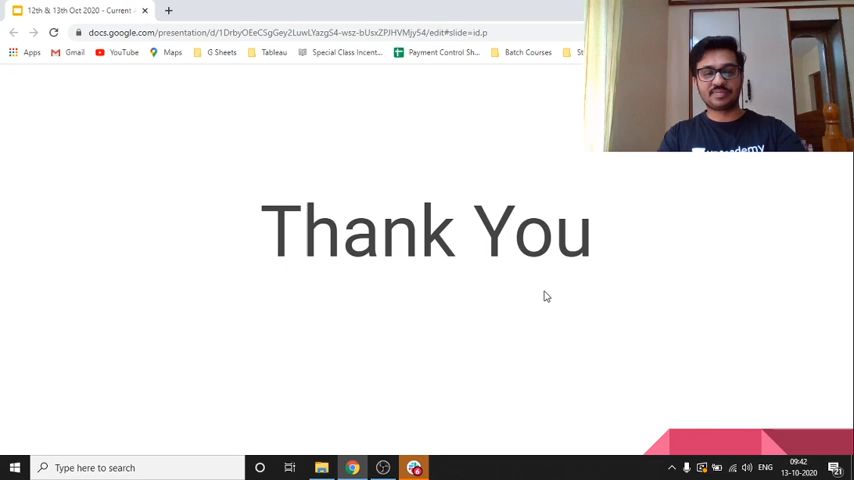 12th & 13th Oct 2020 - Current
docs.google.com/presentation/d/1DrbyOEeCSgGey2LuwLYazgS4-wsz-bUsxZPJHVMjy54/edit#slide=id.p
Apps Gmail YouTube Maps G Sheets Tableau Special Class Incent... Payment Control Sh... Batch Courses St
Thank You
Type here to search
ENG
09:42
13-10-2020
21